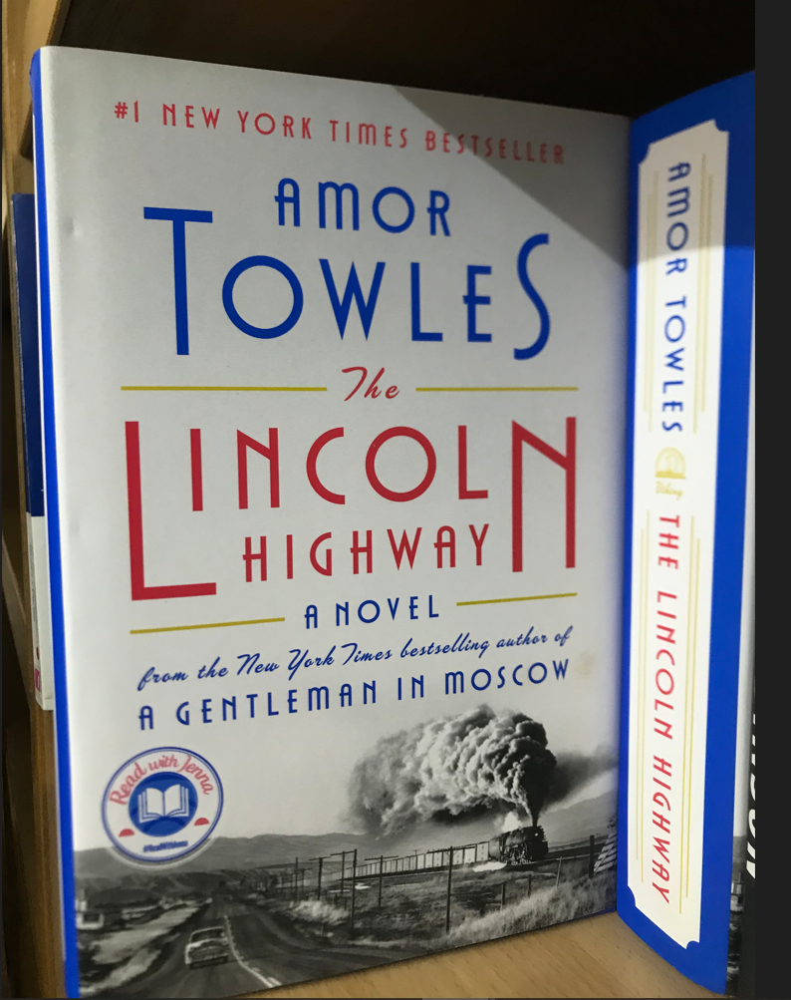 #1 NEW YORK TIMES BESTSELLER
AMOR
TOWLES
The
LINCOLN
HIGHWAY
A NOVEL
from the New York Times bestselling author of
A GENTLEMAN IN MOSCOW
Read with Jenna
#ReadWithJenna
AMOR TOWLES
Viking
THE LINCOLN HIGHWAY